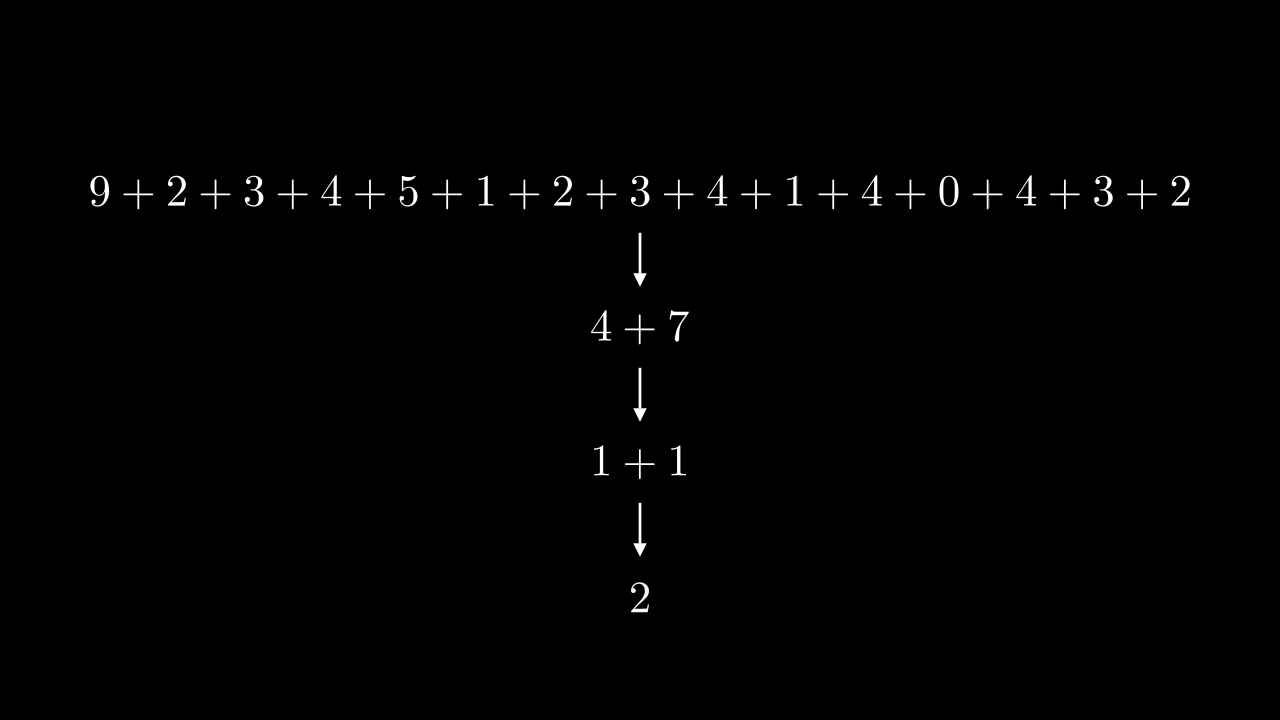 9 + 2 + 3 + 4 + 5 + 1 + 2 + 3 + 4 + 1 + 4 + 0 + 4 + 3 + 2
4 + 7
1 + 1
2